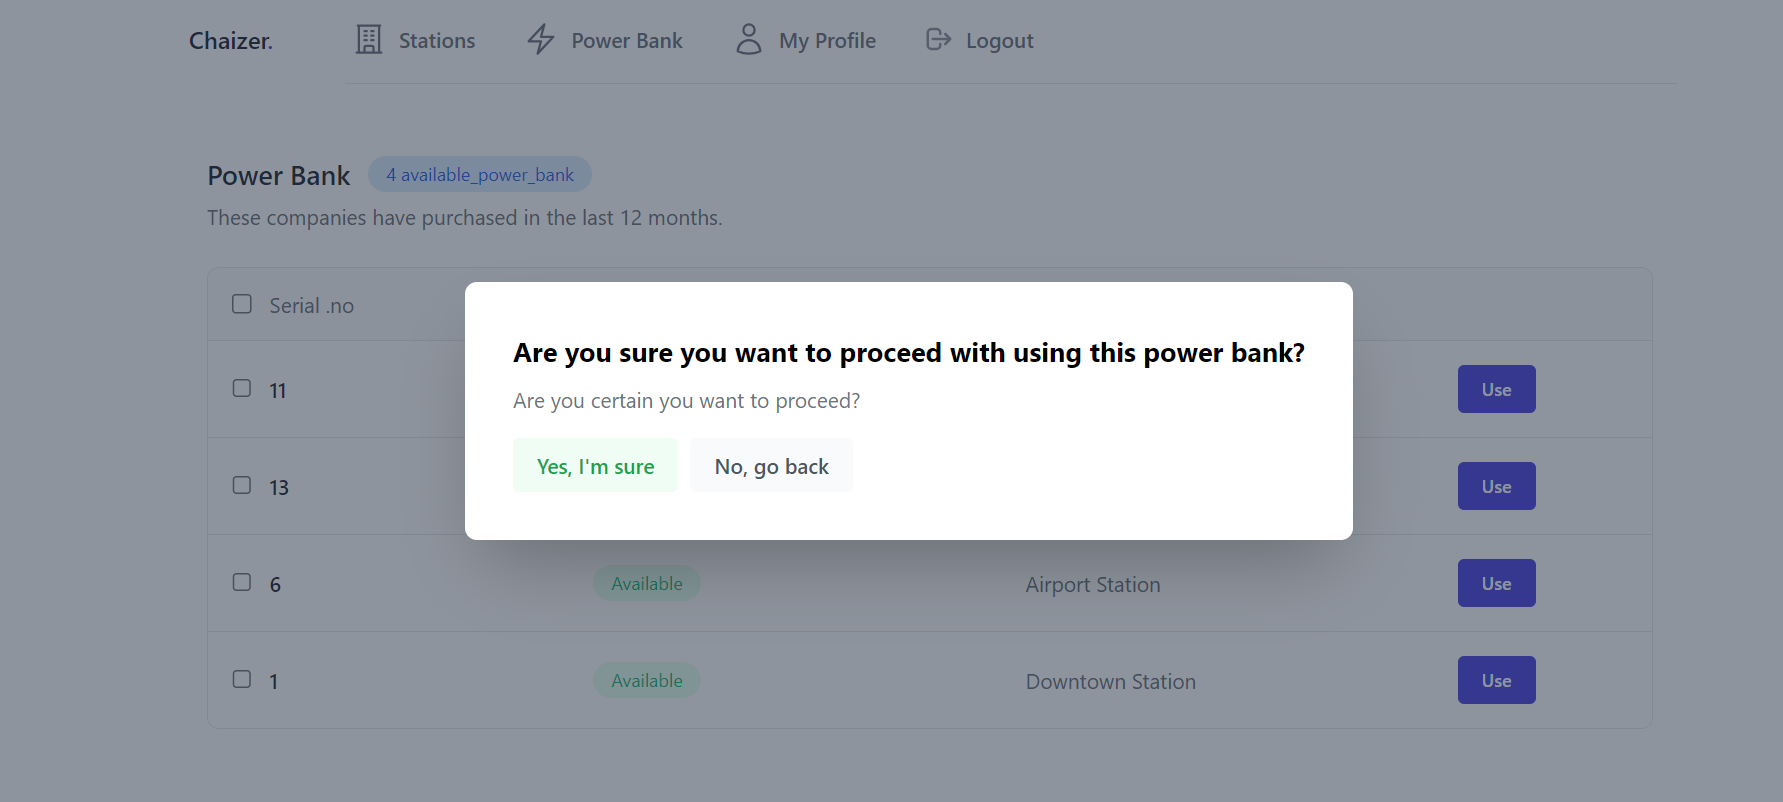 Chaizer. Stations Power Bank My Profile Logout
Power Bank 4 available_power_bank
These companies have purchased in the last 12 months.
Serial .no
Are you sure you want to proceed with using this power bank?
Are you certain you want to proceed?
Yes, I'm sure No, go back
11 Use
13 Use
6 Available Airport Station Use
1 Available Downtown Station Use